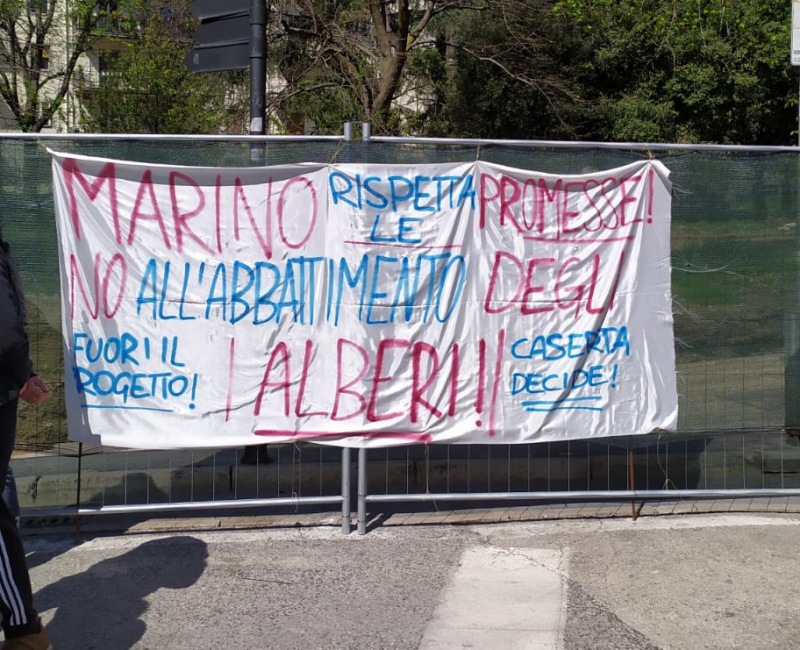 MARINO RISPETTA LE PROMESSE!
NO ALL'ABBATTIMENTO DEGLI
ALBERI!!
FUORI IL
ROGETTO!
CASERTA
DECIDE!